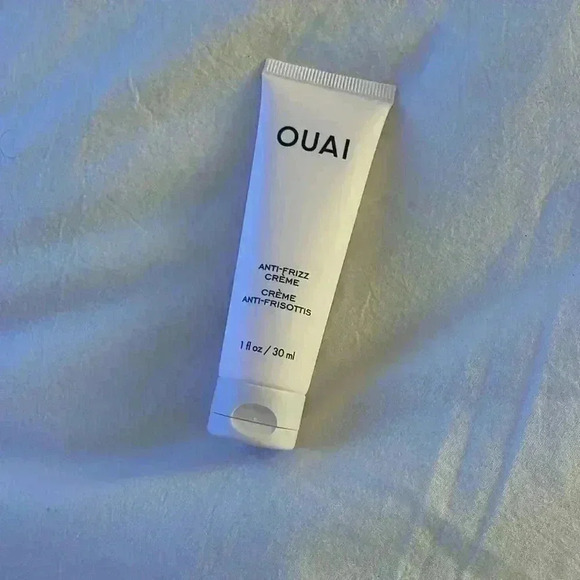 OUAI
ANTI-FRIZZ
CRÈME
CRÈME
ANTI-FRISOTTIS
1 fl oz / 30 ml